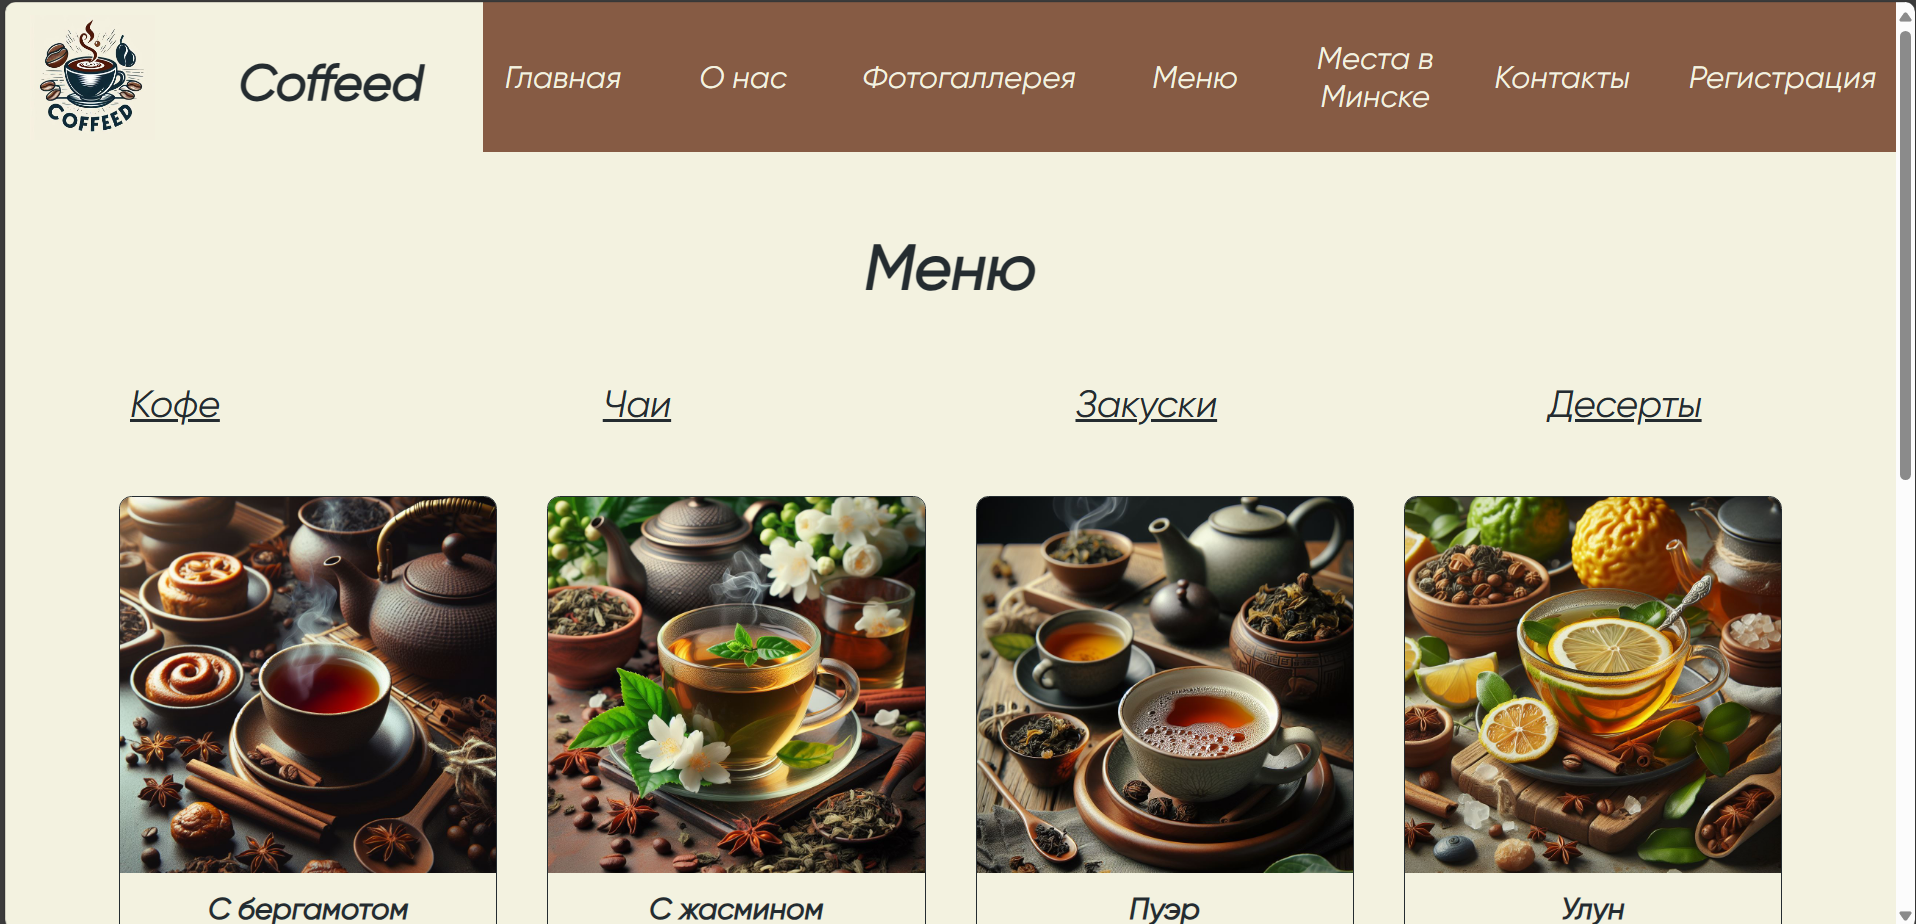 COFFEED
Coffeed
Главная
О нас
Фотогаллерея
Меню
Места в
Минске
Контакты
Регистрация
Меню
Кофе
Чаи
Закуски
Десерты
С бергамотом
С жасмином
Пуэр
Улун